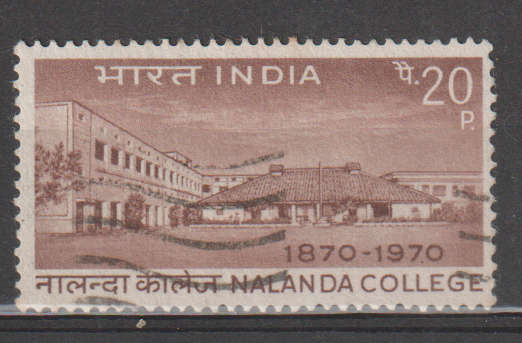 भारत INDIA पै. 20 P.
1870-1970
नालन्दा कालेज NALANDA COLLEGE